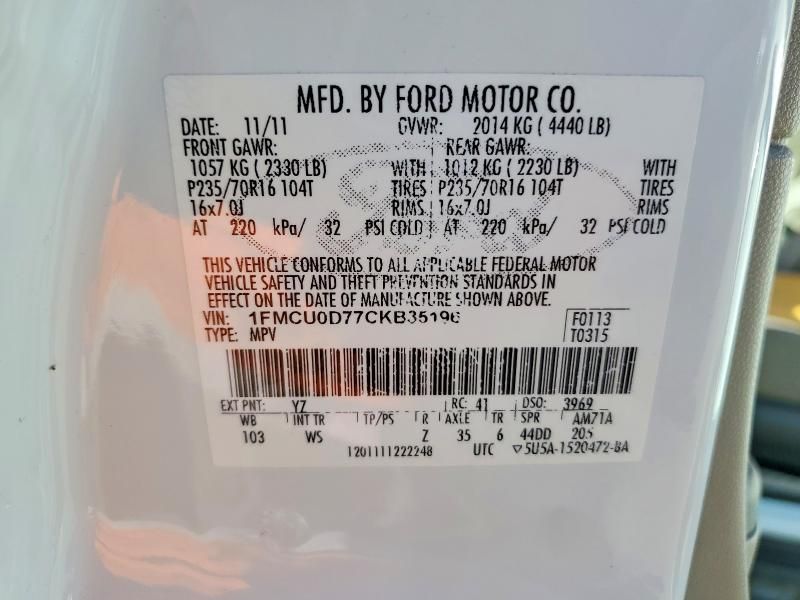 MFD. BY FORD MOTOR CO.
DATE: 11/11 GVWR: 2014 KG ( 4440 LB)
FRONT GAWR: REAR GAWR:
1057 KG ( 2330 LB) WITH 1012 KG ( 2230 LB) WITH
P235/70R16 104T TIRES P235/70R16 104T TIRES
16x7.0J RIMS 16x7.0J RIMS
AT 220 kPa/ 32 PSI COLD AT 220 kPa/ 32 PSI COLD
THIS VEHICLE CONFORMS TO ALL APPLICABLE FEDERAL MOTOR
VEHICLE SAFETY AND THEFT PREVENTION STANDARDS IN
EFFECT ON THE DATE OF MANUFACTURE SHOWN ABOVE.
VIN: 1FMCU0D77CKB35196 F0113
TYPE: MPV T0315
EXT PNT: YZ RC: 41 DSO: 3969
WB INT TR TP/PS R AXLE TR SPR AM71A
103 WS Z 35 6 44DD 205
1201111222248 UTC ▽5U5A-1520472-BA